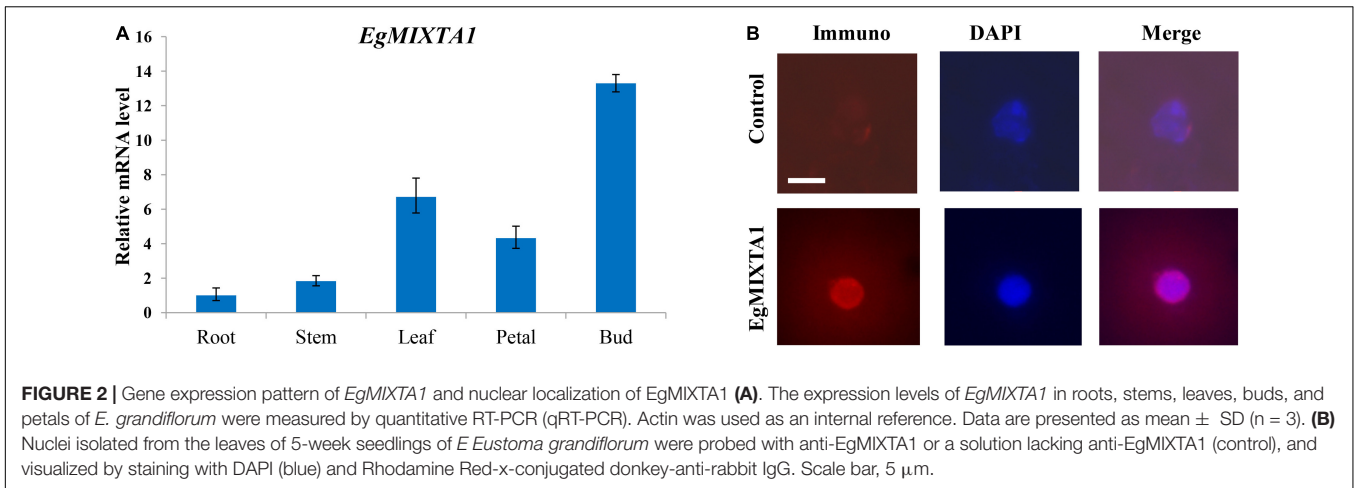 A
EgMIXTA1
16
14
12
10
8
6
4
2
0
Relative mRNA level
Root Stem Leaf Petal Bud
B
Immuno DAPI Merge
Control
EgMIXTA1
FIGURE 2 | Gene expression pattern of EgMIXTA1 and nuclear localization of EgMIXTA1 (A). The expression levels of EgMIXTA1 in roots, stems, leaves, buds, and
petals of E. grandiflorum were measured by quantitative RT-PCR (qRT-PCR). Actin was used as an internal reference. Data are presented as mean ± SD (n = 3). (B)
Nuclei isolated from the leaves of 5-week seedlings of E Eustoma grandiflorum were probed with anti-EgMIXTA1 or a solution lacking anti-EgMIXTA1 (control), and
visualized by staining with DAPI (blue) and Rhodamine Red-x-conjugated donkey-anti-rabbit IgG. Scale bar, 5 μm.